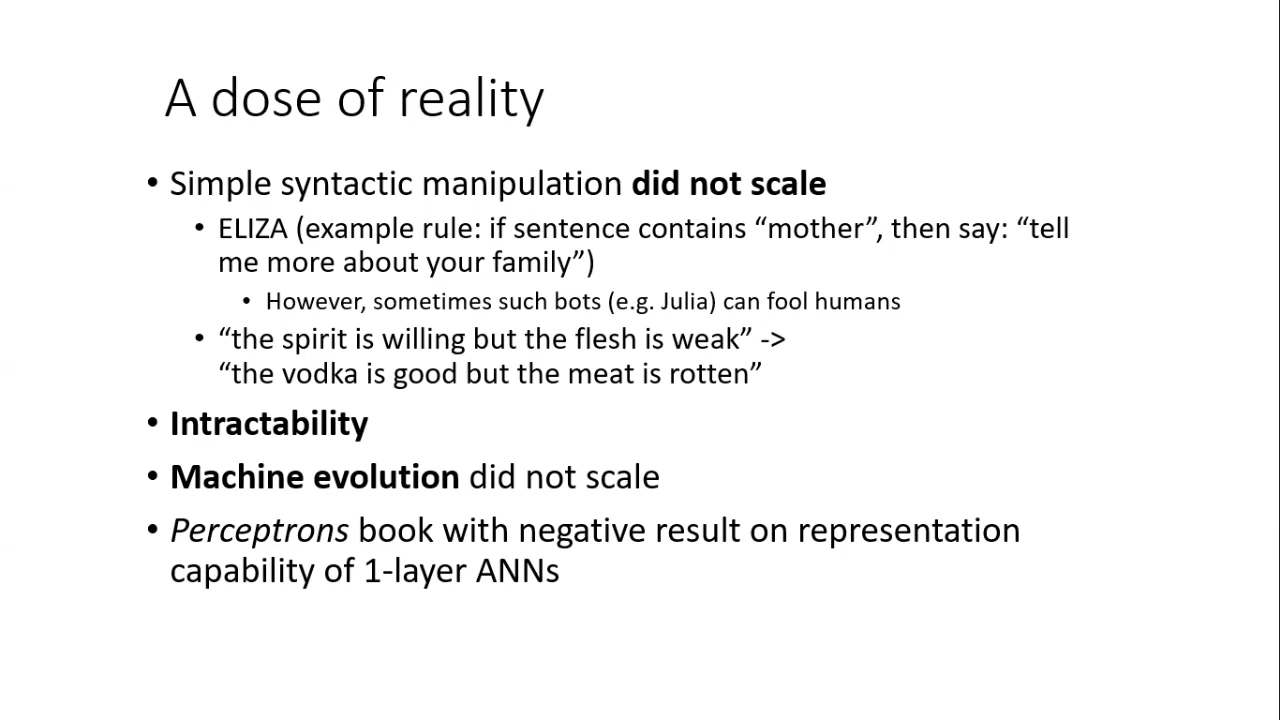 A dose of reality
• Simple syntactic manipulation did not scale
• ELIZA (example rule: if sentence contains “mother”, then say: “tell
me more about your family”)
• However, sometimes such bots (e.g. Julia) can fool humans
• “the spirit is willing but the flesh is weak” ->
“the vodka is good but the meat is rotten”
• Intractability
• Machine evolution did not scale
• Perceptrons book with negative result on representation
capability of 1-layer ANNs